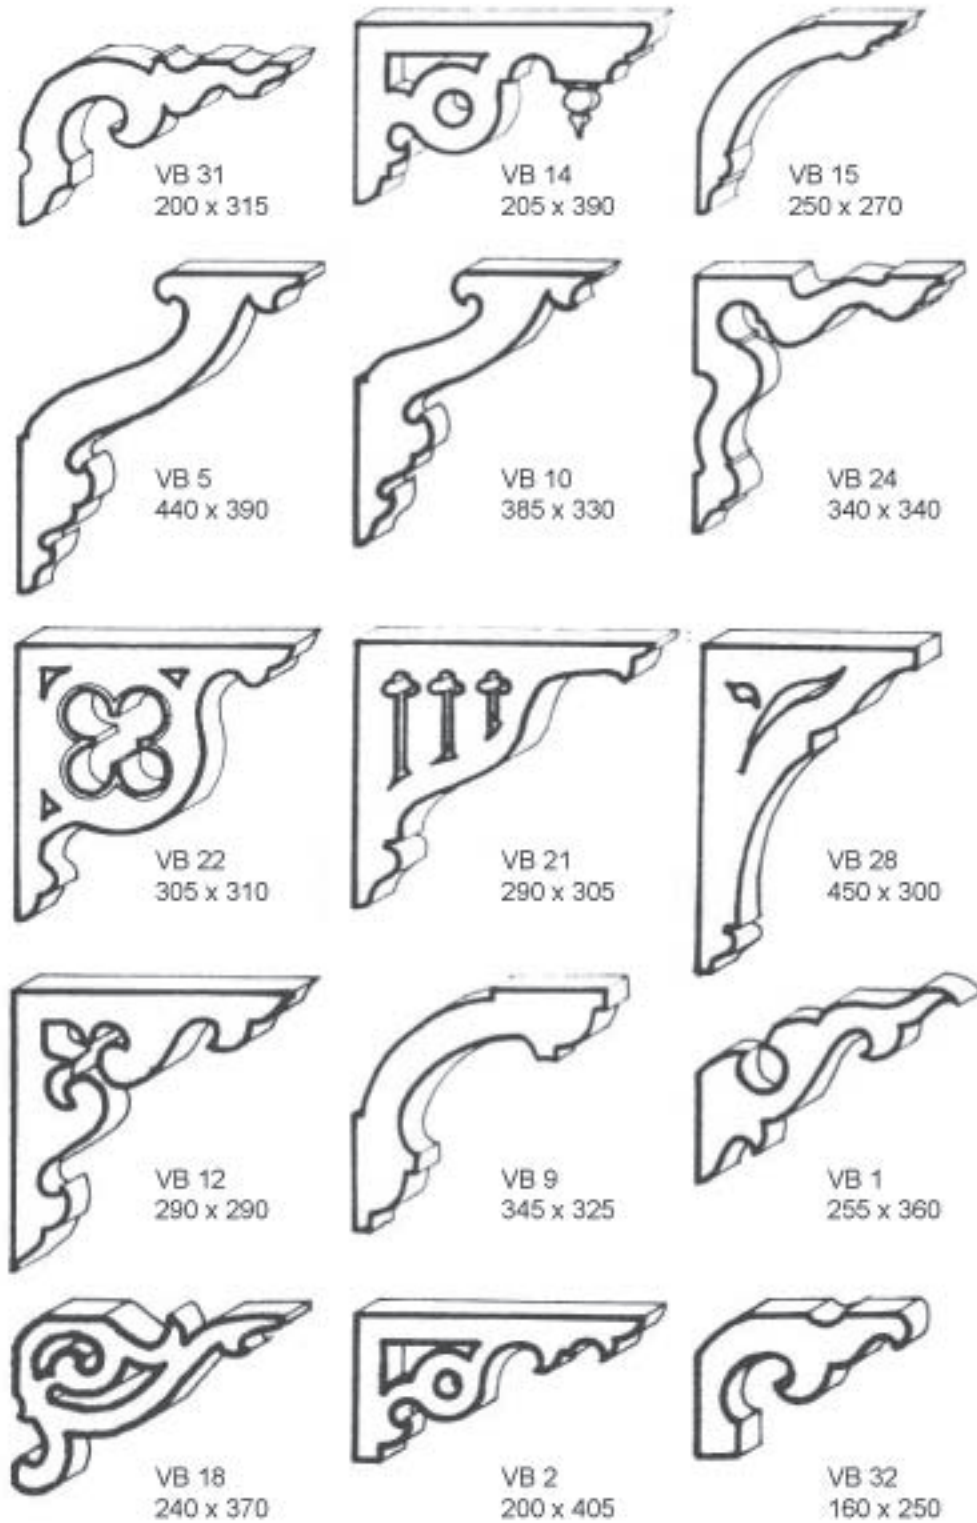 VB 31
200 x 315
VB 14
205 x 390
VB 15
250 x 270
VB 5
440 x 390
VB 10
385 x 330
VB 24
340 x 340
VB 22
305 x 310
VB 21
290 x 305
VB 28
450 x 300
VB 12
290 x 290
VB 9
345 x 325
VB 1
255 x 360
VB 18
240 x 370
VB 2
200 x 405
VB 32
160 x 250